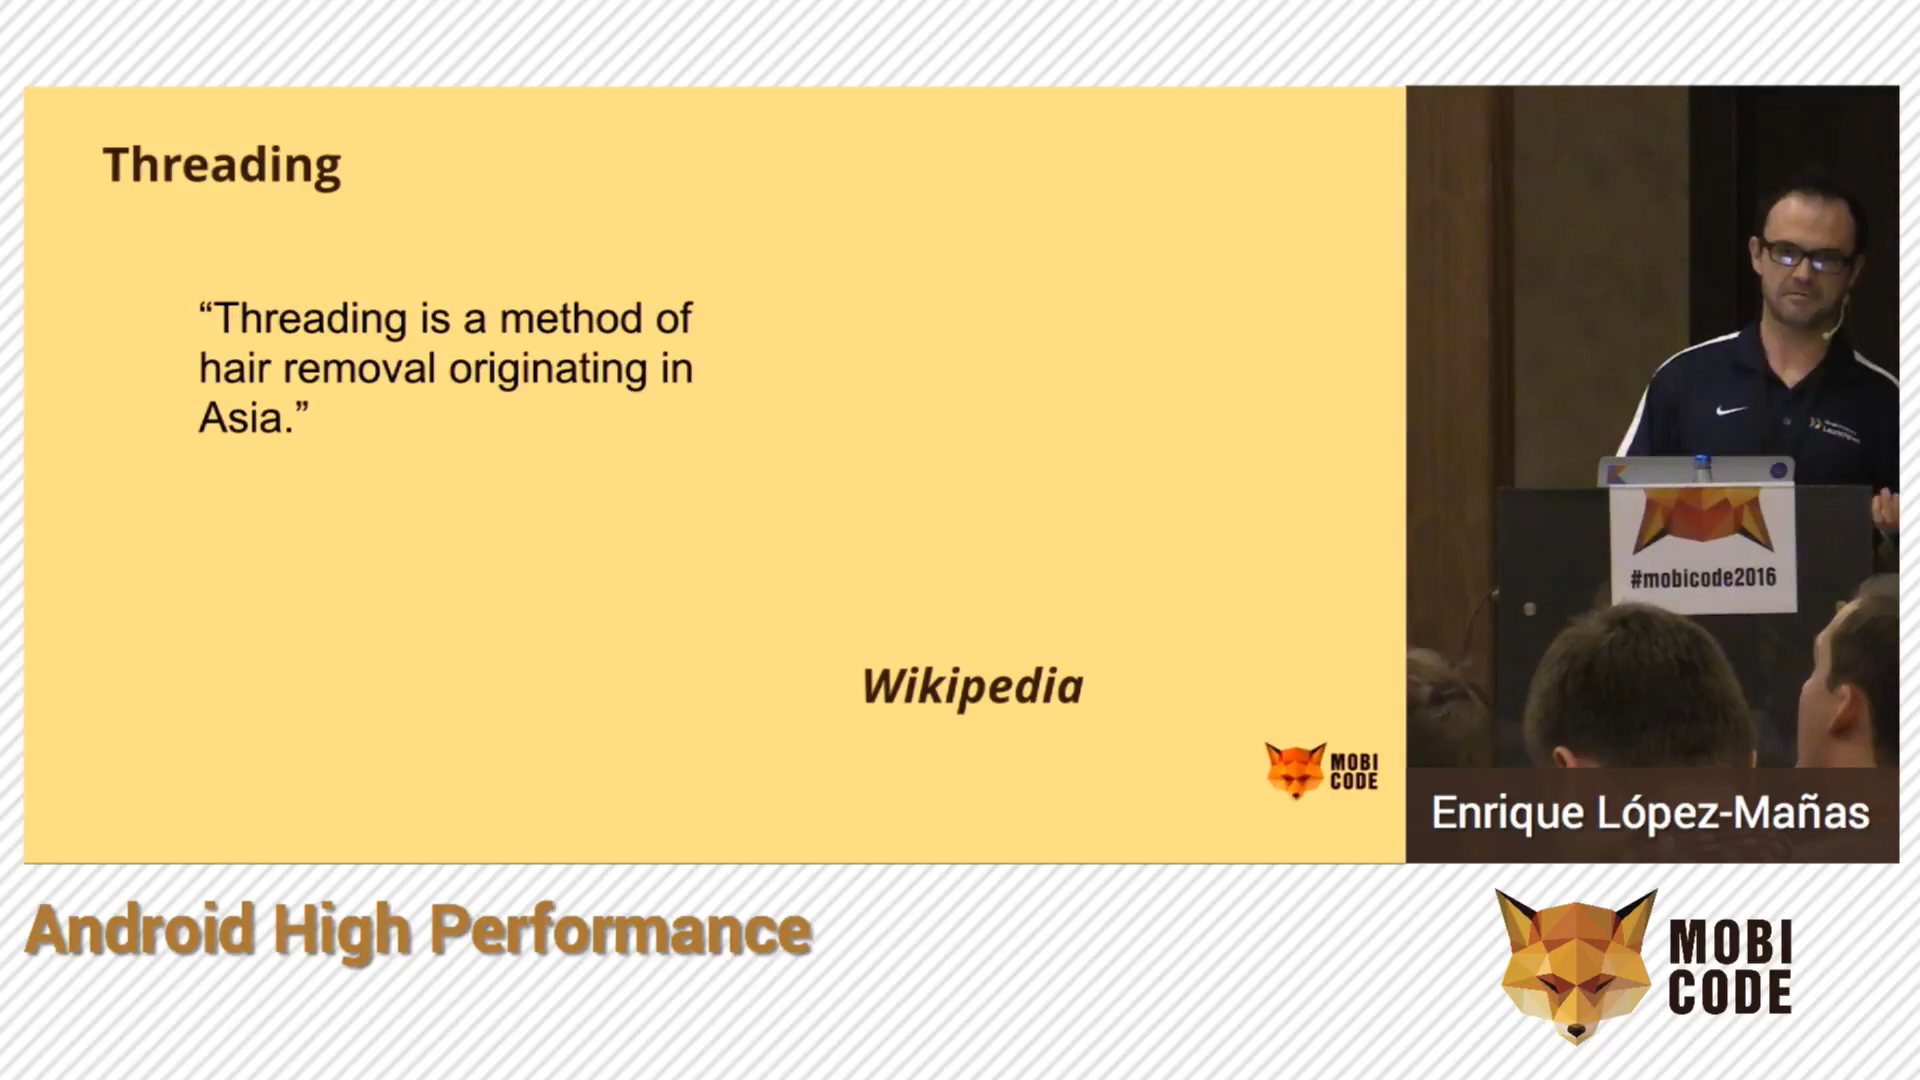 Threading
“Threading is a method of
hair removal originating in
Asia.”
Wikipedia
MOBI
CODE
#mobicode2016
Enrique López-Mañas
Android High Performance
MOBI
CODE